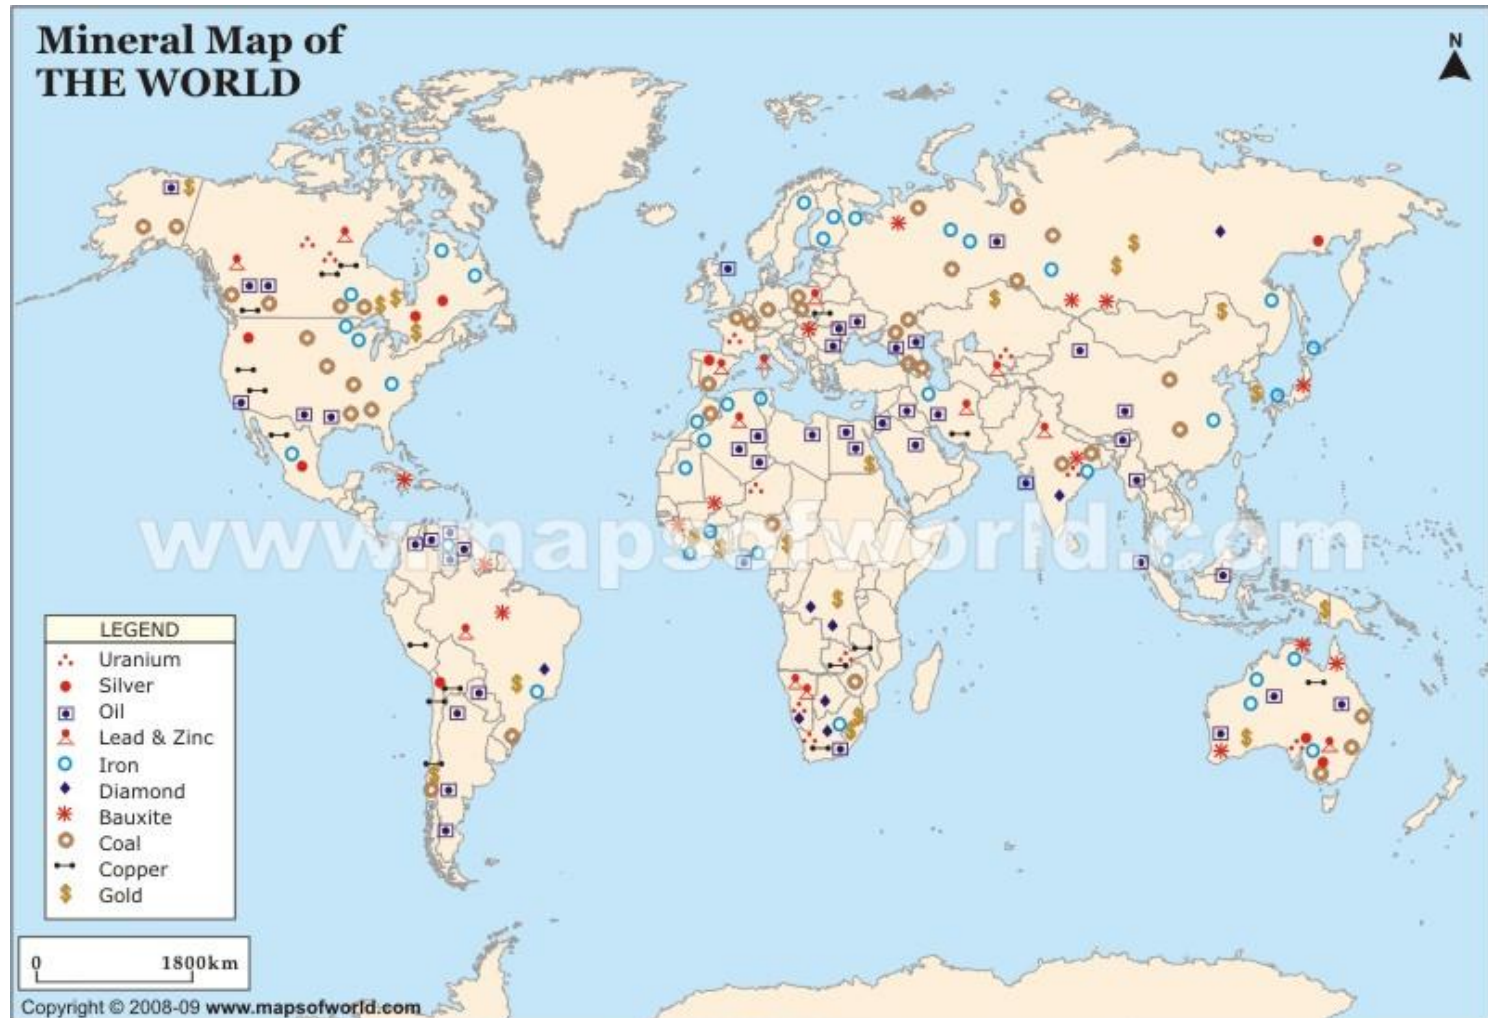 Mineral Map of
THE WORLD
N
www.mapsofworld.com
LEGEND
Uranium
Silver
Oil
Lead & Zinc
Iron
Diamond
Bauxite
Coal
Copper
Gold
0 1800km
Copyright © 2008-09 www.mapsofworld.com